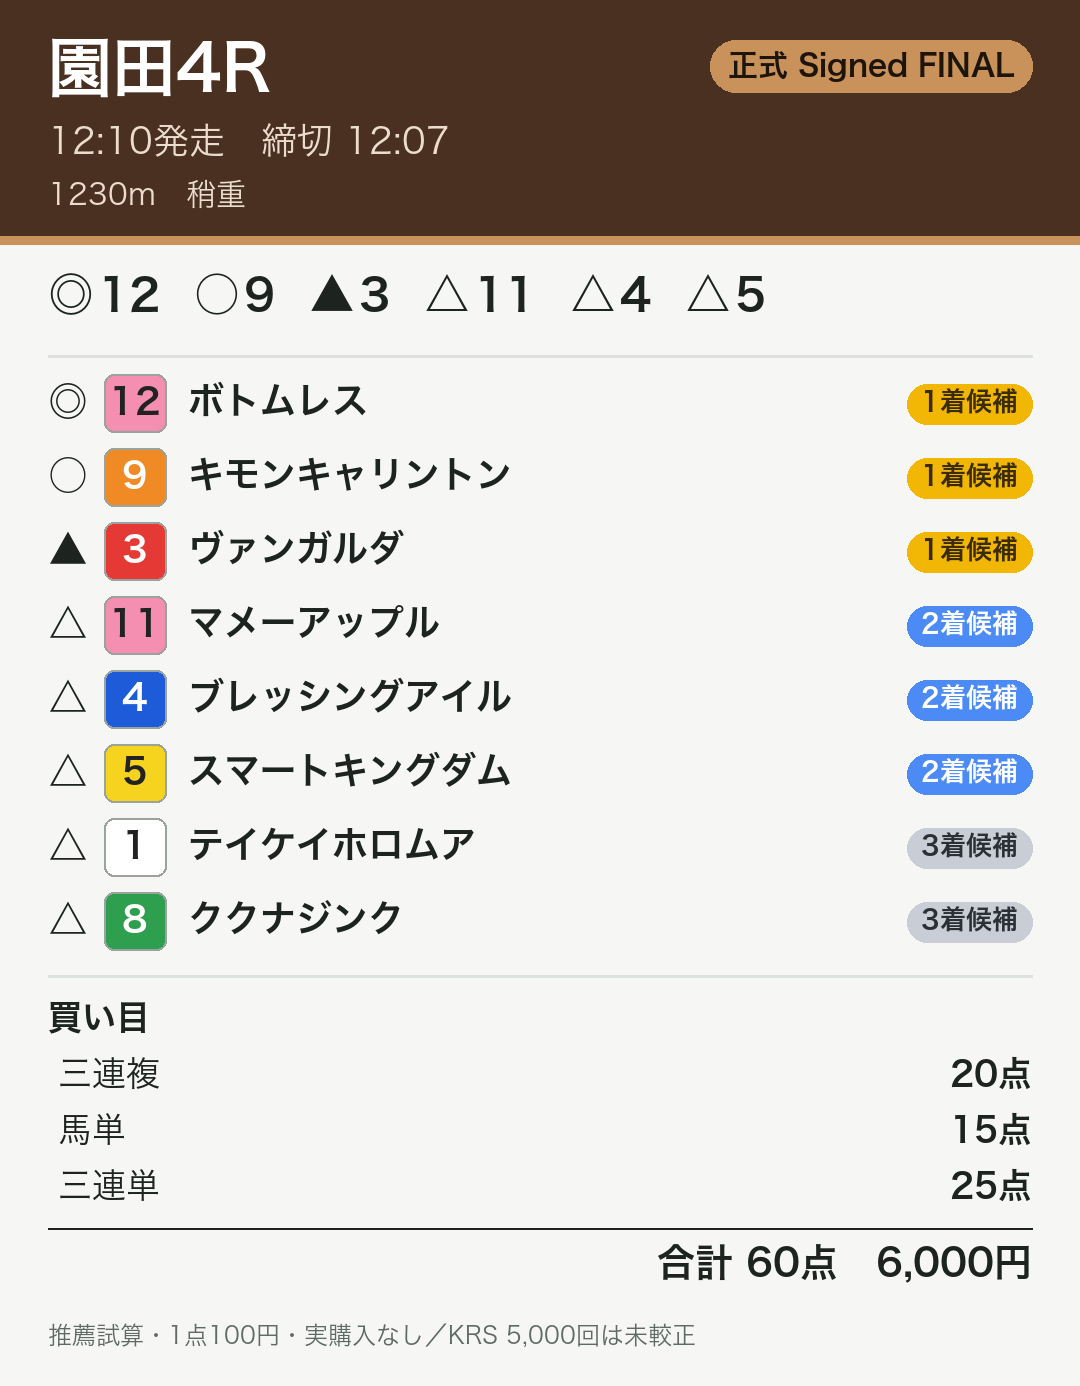 園田4R
正式 Signed FINAL
12:10発走　締切 12:07
1230m　稍重
◎12 ○9 ▲3 △11 △4 △5
◎ 12 ボトムレス 1着候補
○ 9 キモンキャリントン 1着候補
▲ 3 ヴァンガルダ 1着候補
△ 11 マメーアップル 2着候補
△ 4 ブレッシングアイル 2着候補
△ 5 スマートキングダム 2着候補
△ 1 テイケイホロムア 3着候補
△ 8 ククナジンク 3着候補
買い目
三連複 20点
馬単 15点
三連単 25点
合計 60点　6,000円
推薦試算・1点100円・実購入なし／KRS 5,000回は未較正